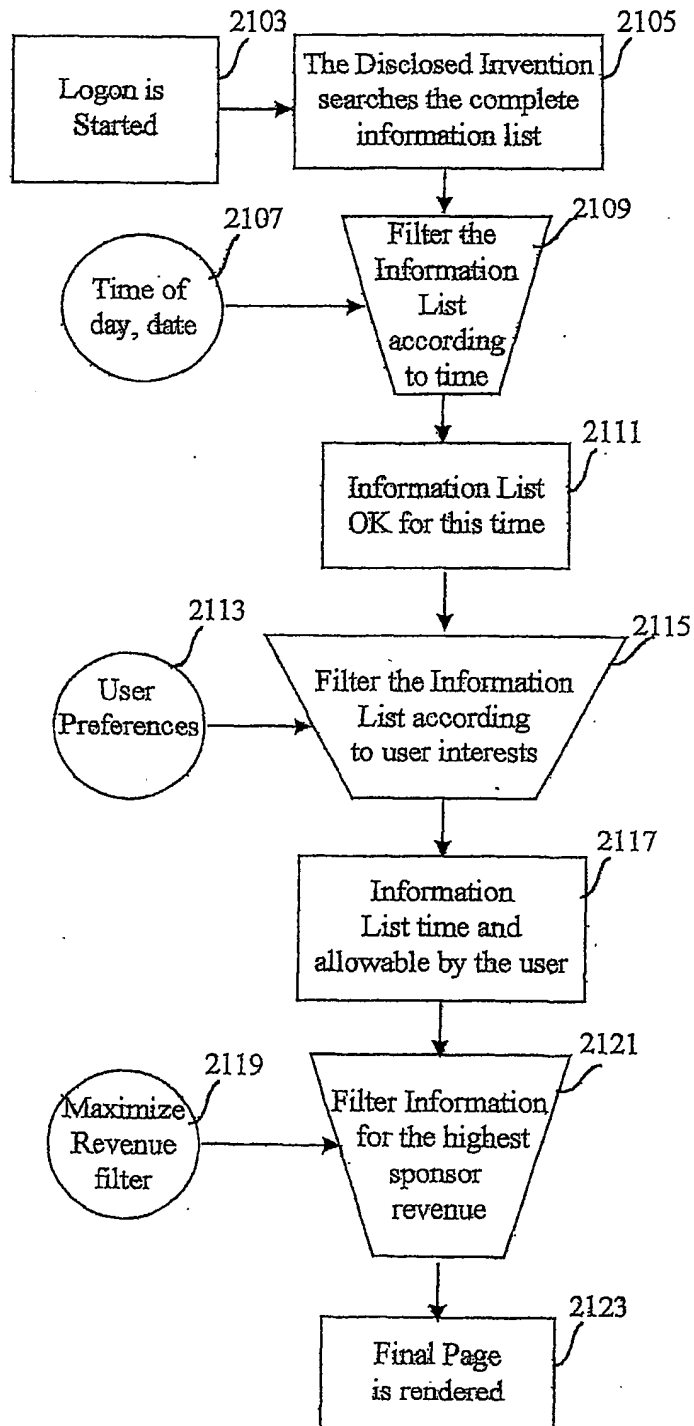 2103
Logon is
Started
2105
The Disclosed Invention
searches the complete
information list
2107
Time of
day, date
2109
Filter the
Information
List
according
to time
2111
Information List
OK for this time
2113
User
Preferences
2115
Filter the Information
List according
to user interests
2117
Information
List time and
allowable by the user
2119
Maximize
Revenue
filter
2121
Filter Information
for the highest
sponsor
revenue
2123
Final Page
is rendered